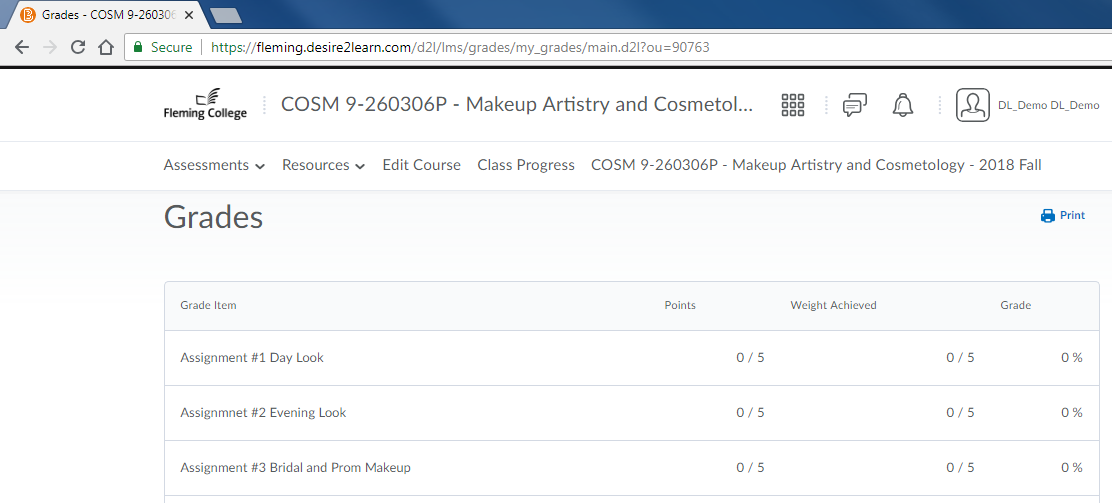 Grades - COSM 9-26030
Secure https://fleming.desire2learn.com/d2l/lms/grades/my_grades/main.d2l?ou=90763
Fleming College COSM 9-260306P - Makeup Artistry and Cosmetol... DL_Demo DL_Demo
Assessments Resources Edit Course Class Progress COSM 9-260306P - Makeup Artistry and Cosmetology - 2018 Fall
Grades Print
Grade Item Points Weight Achieved Grade
Assignment #1 Day Look 0 / 5 0 / 5 0 %
Assignmnet #2 Evening Look 0 / 5 0 / 5 0 %
Assignment #3 Bridal and Prom Makeup 0 / 5 0 / 5 0 %